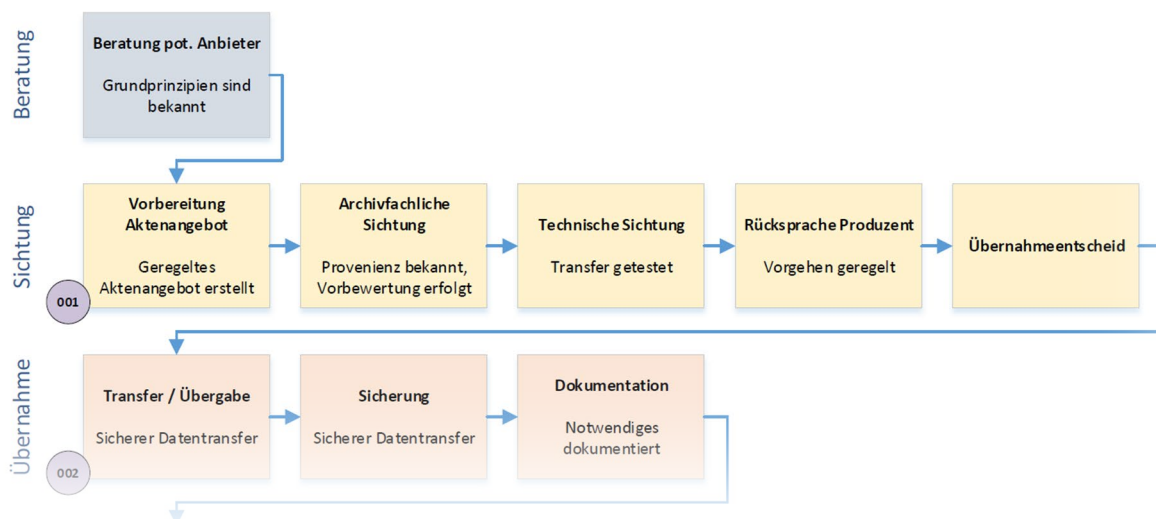 Beratung
Beratung pot. Anbieter
Grundprinzipien sind
bekannt
Sichtung
Vorbereitung
Aktenangebot
Geregeltes
Aktenangebot erstellt
001
Archivfachliche
Sichtung
Provenienz bekannt,
Vorbewertung erfolgt
Technische Sichtung
Transfer getestet
Rücksprache Produzent
Vorgehen geregelt
Übernahmeentscheid
Übernahme
Transfer / Übergabe
Sicherer Datentransfer
002
Sicherung
Sicherer Datentransfer
Dokumentation
Notwendiges
dokumentiert